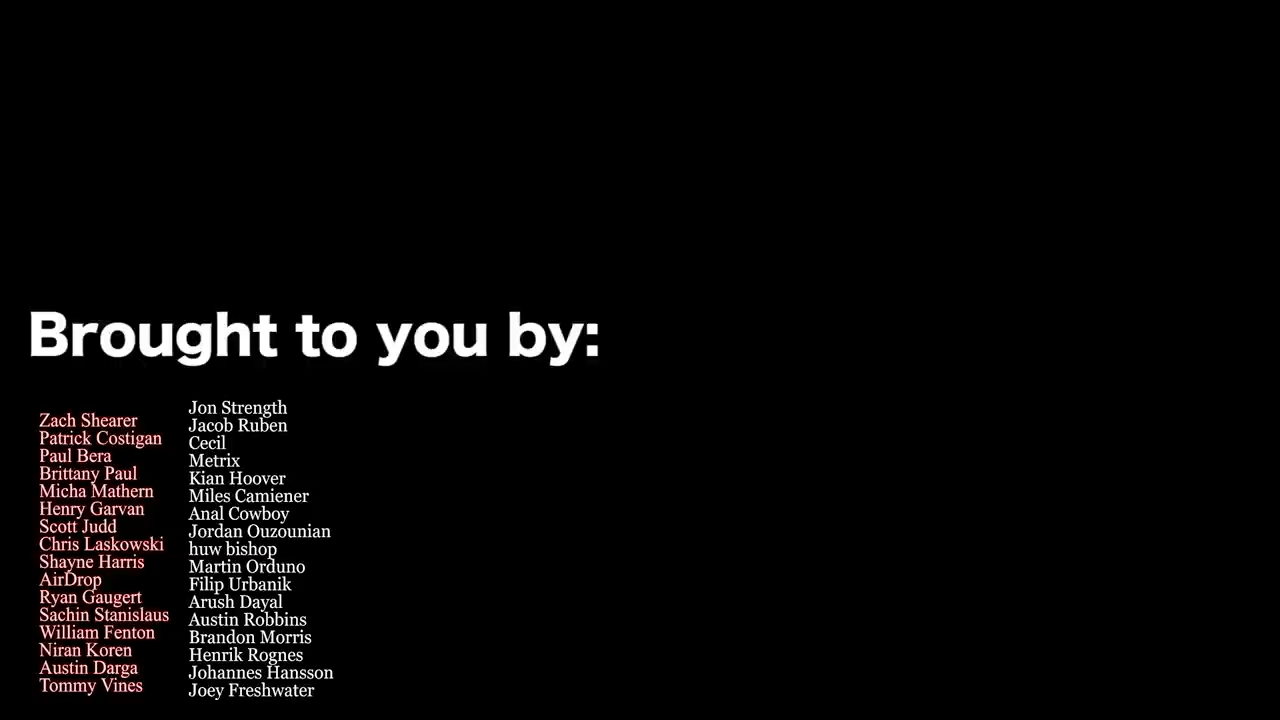 Brought to you by:
Zach Shearer
Patrick Costigan
Paul Bera
Brittany Paul
Micha Mathern
Henry Garvan
Scott Judd
Chris Laskowski
Shayne Harris
AirDrop
Ryan Gaugert
Sachin Stanislaus
William Fenton
Niran Koren
Austin Darga
Tommy Vines
Jon Strength
Jacob Ruben
Cecil
Metrix
Kian Hoover
Miles Camiener
Anal Cowboy
Jordan Ouzounian
huw bishop
Martin Orduno
Filip Urbanik
Arush Dayal
Austin Robbins
Brandon Morris
Henrik Rognes
Johannes Hansson
Joey Freshwater